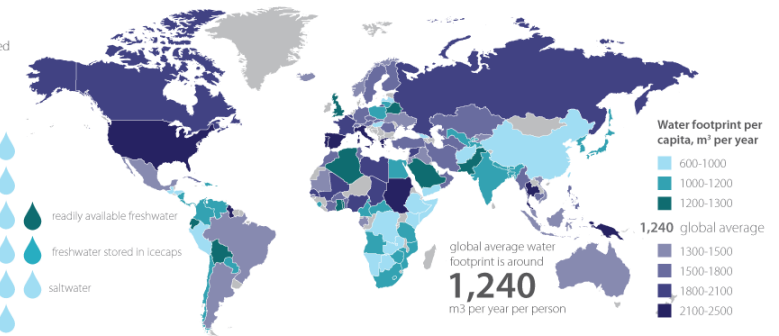 ed
readily available freshwater
freshwater stored in icecaps
saltwater
global average water
footprint is around
1,240
m3 per year per person
Water footprint per
capita, m³ per year
600-1000
1000-1200
1200-1300
1,240 global average
1300-1500
1500-1800
1800-2100
2100-2500